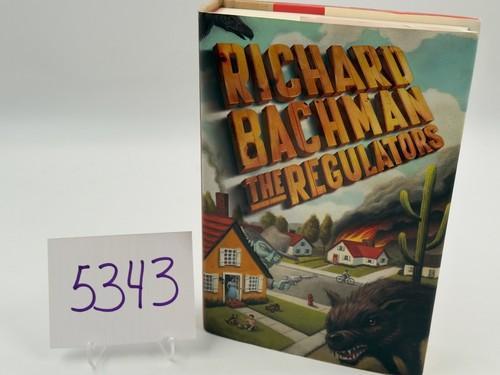 RICHARD
BACHMAN
THE REGULATORS
5343